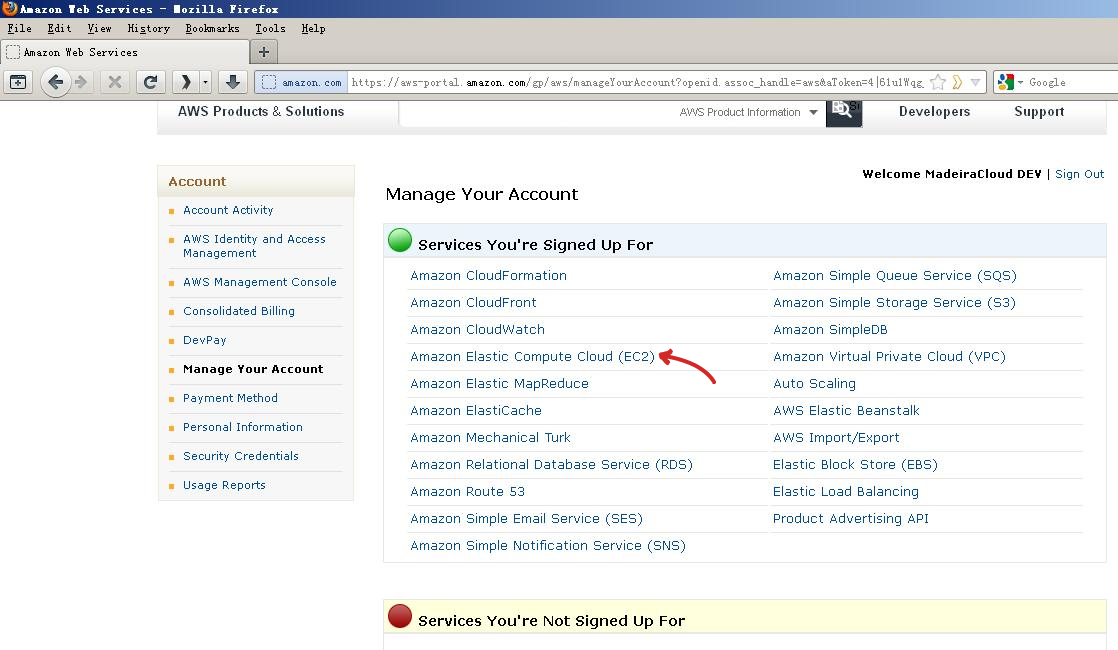 Amazon Web Services - Mozilla Firefox
File Edit View History Bookmarks Tools Help
Amazon Web Services
amazon.com https://aws-portal.amazon.com/gp/aws/manageYourAccount?openid.assoc_handle=aws&aToken=4|61u1Wqg_ Google
AWS Products & Solutions AWS Product Information Developers Support
Welcome MadeiraCloud DEV | Sign Out
Account
Account Activity
AWS Identity and Access
Management
AWS Management Console
Consolidated Billing
DevPay
Manage Your Account
Payment Method
Personal Information
Security Credentials
Usage Reports
Manage Your Account
Services You're Signed Up For
Amazon CloudFormation
Amazon CloudFront
Amazon CloudWatch
Amazon Elastic Compute Cloud (EC2)
Amazon Elastic MapReduce
Amazon ElastiCache
Amazon Mechanical Turk
Amazon Relational Database Service (RDS)
Amazon Route 53
Amazon Simple Email Service (SES)
Amazon Simple Notification Service (SNS)
Amazon Simple Queue Service (SQS)
Amazon Simple Storage Service (S3)
Amazon SimpleDB
Amazon Virtual Private Cloud (VPC)
Auto Scaling
AWS Elastic Beanstalk
AWS Import/Export
Elastic Block Store (EBS)
Elastic Load Balancing
Product Advertising API
Services You're Not Signed Up For